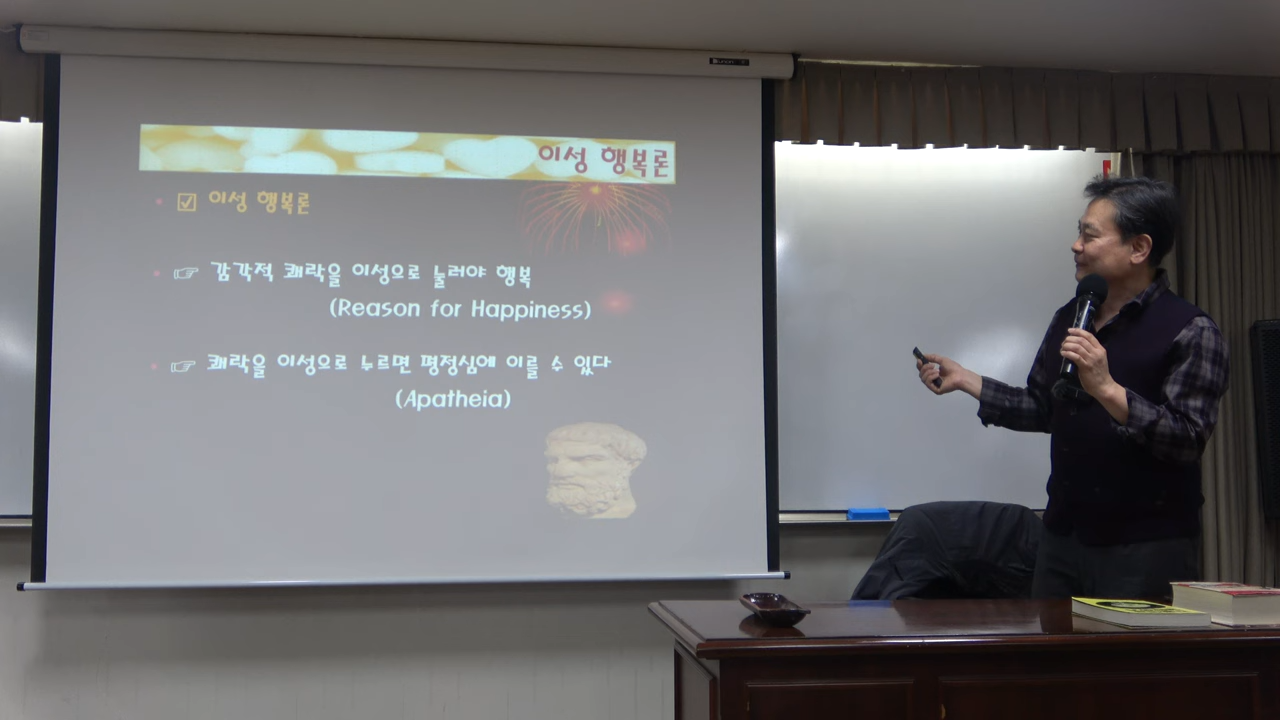 이성 행복론
☑ 이성 행복론
☞ 감각적 쾌락을 이성으로 눌러야 행복
(Reason for Happiness)
☞ 쾌락을 이성으로 누르면 평정심에 이를 수 있다
(Apatheia)